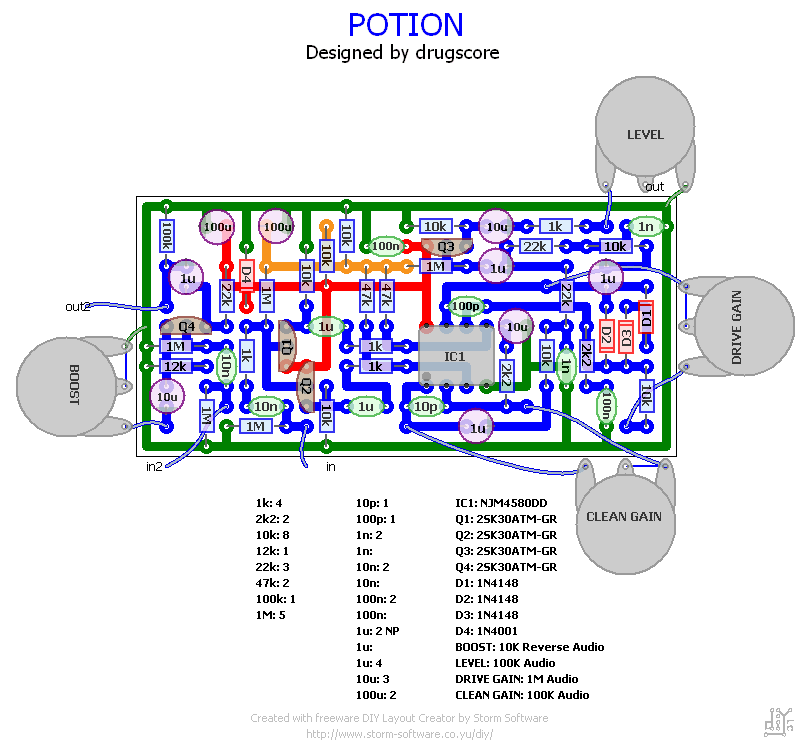 POTION
Designed by drugscore
LEVEL
out
100k
100u
100u
10k
10k
10u
1k
1n
Q3
100n
22k
10k
10k
10k
D4
1M
1u
1u
1u
22K
1M
47k
47k
22k
out2
100p
D2
D3
D1
DRIVE GAIN
Q4
1u
10u
1M
1k
Q1
1k
IC1
10k
2k2
12k
10n
1k
1n
2k2
BOOST
Q2
10k
10u
1M
10n
10k
1u
10p
100n
1M
1u
in2
in
CLEAN GAIN
1k: 4 10p: 1 IC1: NJM4580DD
2k2: 2 100p: 1 Q1: 2SK30ATM-GR
10k: 8 1n: 2 Q2: 2SK30ATM-GR
12k: 1 1n: Q3: 2SK30ATM-GR
22k: 3 10n: 2 Q4: 2SK30ATM-GR
47k: 2 10n: D1: 1N4148
100k: 1 100n: 2 D2: 1N4148
1M: 5 100n: D3: 1N4148
1u: 2 NP D4: 1N4001
1u: BOOST: 10K Reverse Audio
1u: 4 LEVEL: 100K Audio
10u: 3 DRIVE GAIN: 1M Audio
100u: 2 CLEAN GAIN: 100K Audio
Created with freeware DIY Layout Creator by Storm Software
http://www.storm-software.co.yu/diy/